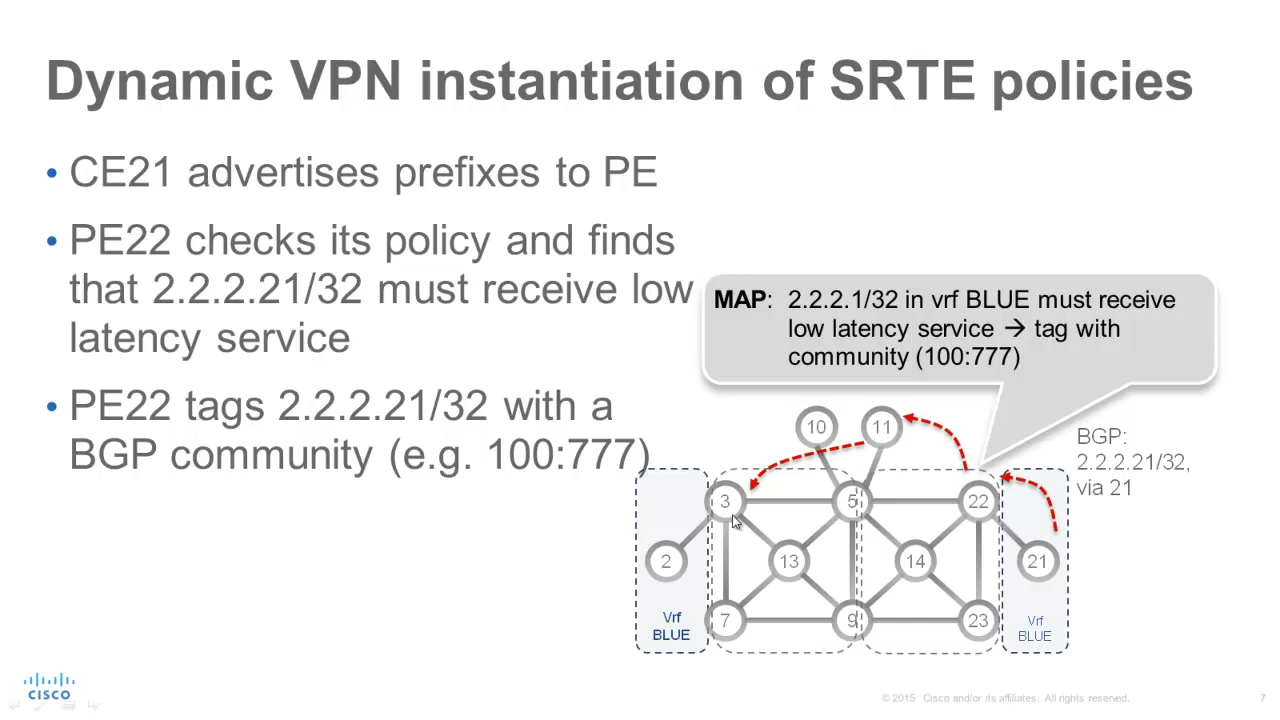 Dynamic VPN instantiation of SRTE policies
• CE21 advertises prefixes to PE
• PE22 checks its policy and finds
that 2.2.2.21/32 must receive low
latency service
• PE22 tags 2.2.2.21/32 with a
BGP community (e.g. 100:777)
MAP: 2.2.2.1/32 in vrf BLUE must receive
low latency service → tag with
community (100:777)
BGP:
2.2.2.21/32,
via 21
10 11
3 5 22
2 13 14 21
7 9 23
Vrf
BLUE
Vrf
BLUE
CISCO
© 2015 Cisco and/or its affiliates. All rights reserved.
7